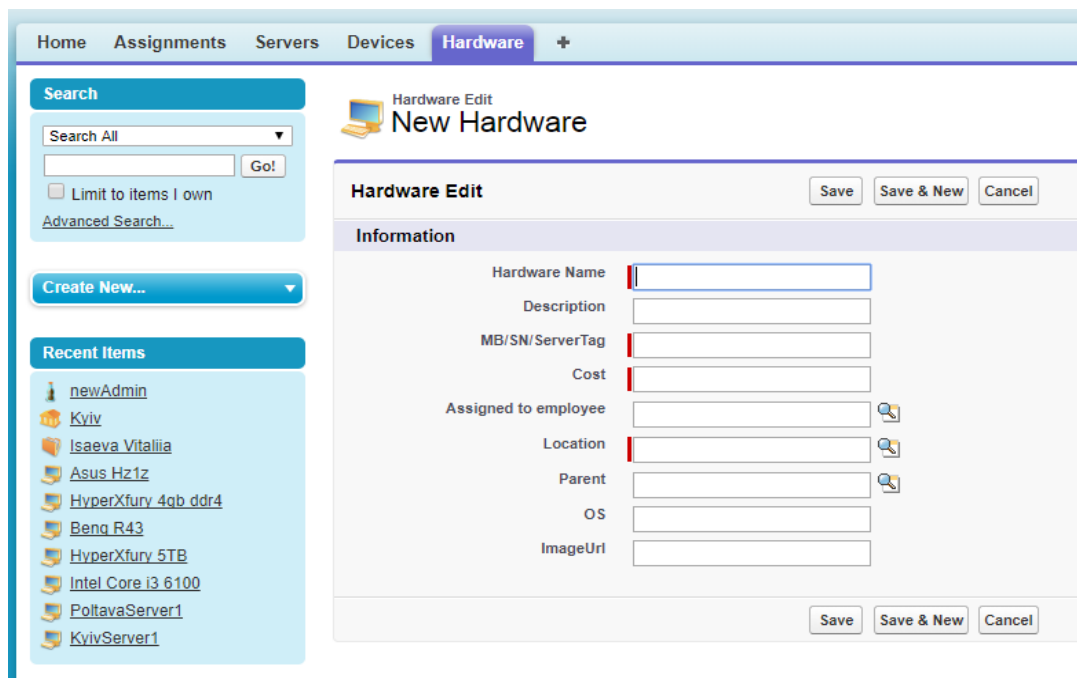 Home Assignments Servers Devices Hardware +
Search
Search All
Go!
Limit to items I own
Advanced Search...
Create New...
Recent Items
newAdmin
Kyiv
Isaeva Vitaliia
Asus Hz1z
HyperXfury 4gb ddr4
Benq R43
HyperXfury 5TB
Intel Core i3 6100
PoltavaServer1
KyivServer1
Hardware Edit
New Hardware
Hardware Edit Save Save & New Cancel
Information
Hardware Name
Description
MB/SN/ServerTag
Cost
Assigned to employee
Location
Parent
OS
ImageUrl
Save Save & New Cancel